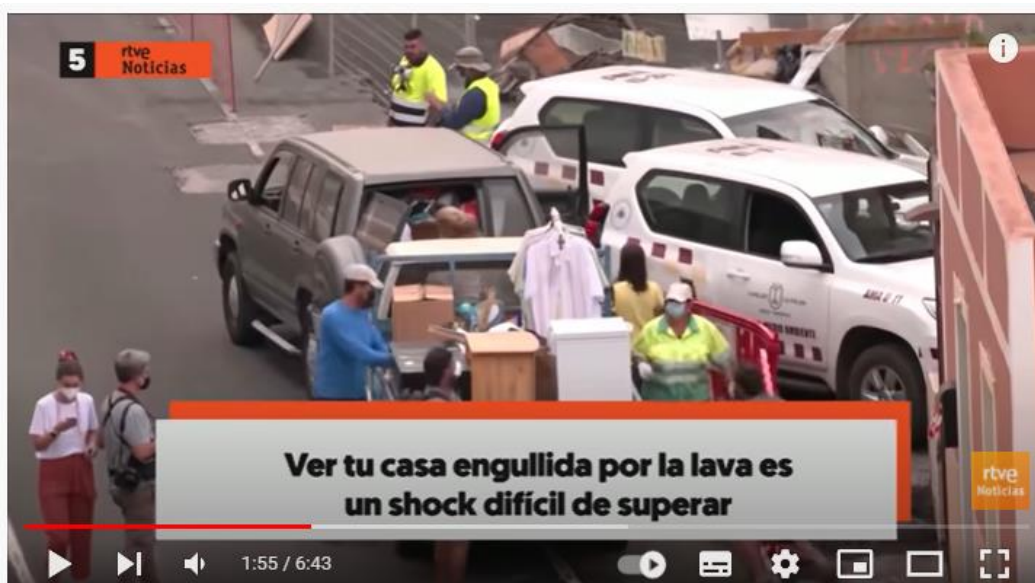 5
rtve
Noticias
i
Ver tu casa engullida por la lava es
un shock difícil de superar
rtve
Noticias
1:55 / 6:43